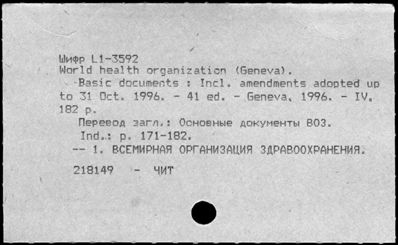 Шифр L1-3592
World health organization (Geneva).
Basic documents : Incl. amendments adopted up
to 31 Oct. 1996. - 41 ed. - Geneva, 1996. - IV,
182 p.
Перевод загл.: Основные документы ВОЗ.
Ind.: p. 171-182.
-- 1. ВСЕМИРНАЯ ОРГАНИЗАЦИЯ ЗДРАВООХРАНЕНИЯ.
218149 - ЧИТ